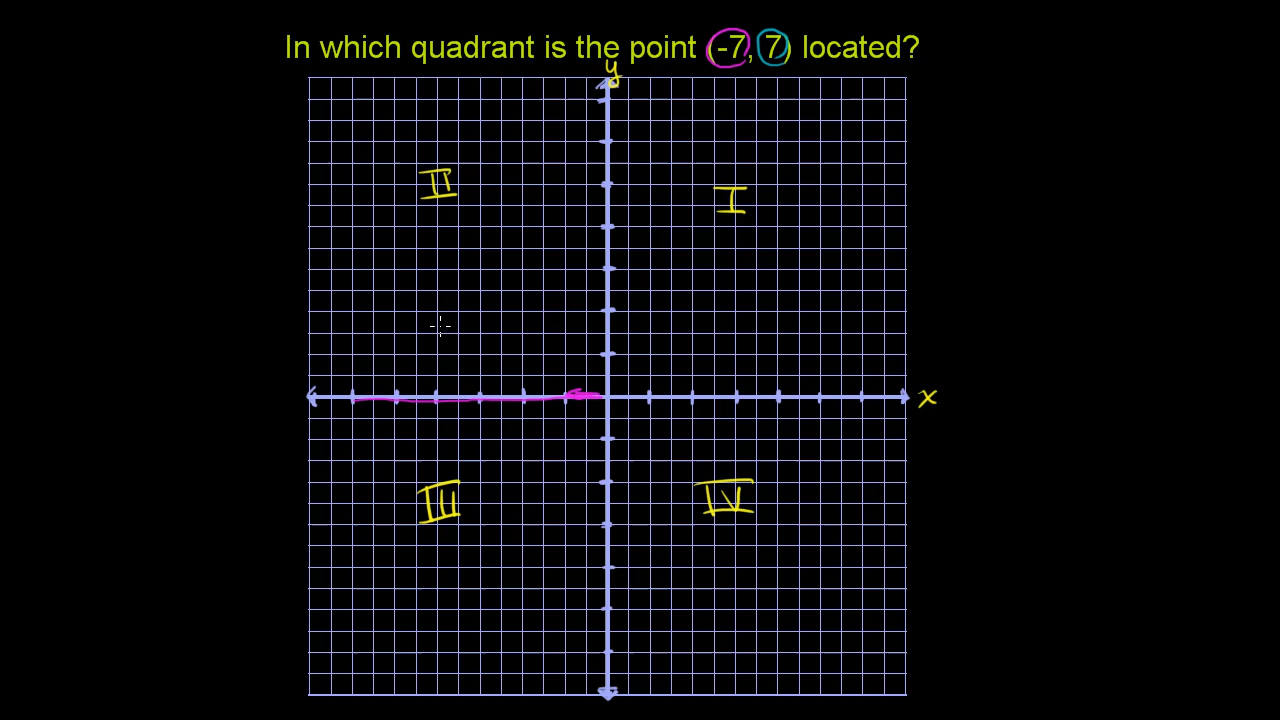 In which quadrant is the point (-7, 7) located?
y
II
I
x
III
IV